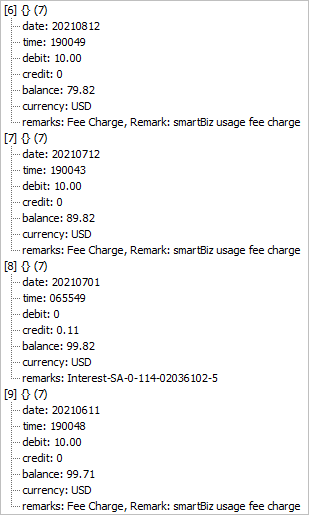 [6] {} (7)
date: 20210812
time: 190049
debit: 10.00
credit: 0
balance: 79.82
currency: USD
remarks: Fee Charge, Remark: smartBiz usage fee charge
[7] {} (7)
date: 20210712
time: 190043
debit: 10.00
credit: 0
balance: 89.82
currency: USD
remarks: Fee Charge, Remark: smartBiz usage fee charge
[8] {} (7)
date: 20210701
time: 065549
debit: 0
credit: 0.11
balance: 99.82
currency: USD
remarks: Interest-SA-0-114-02036102-5
[9] {} (7)
date: 20210611
time: 190048
debit: 10.00
credit: 0
balance: 99.71
currency: USD
remarks: Fee Charge, Remark: smartBiz usage fee charge